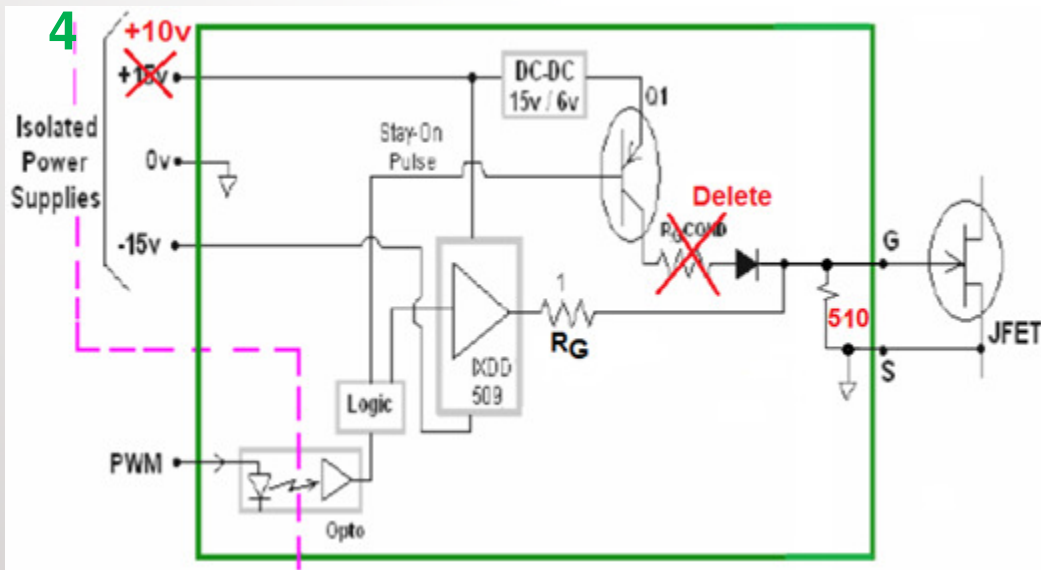 4
+10v
+15v
Isolated
Power
Supplies
0v
-15v
DC-DC
15v / 6v
Q1
Stay-On
Pulse
Delete
RG COND
G
1
RG
510
JFET
S
IXDD
509
Logic
PWM
Opto